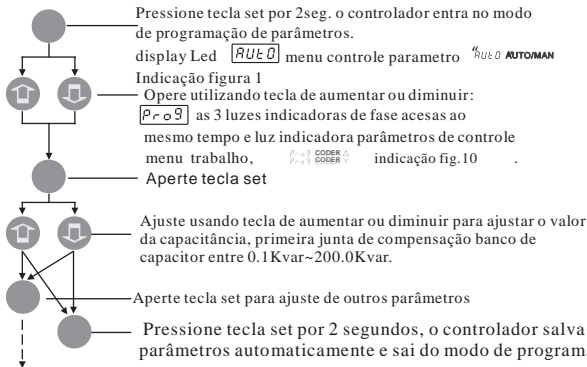 Pressione tecla set por 2seg. o controlador entra no modo
de programação de parâmetros.
display Led AUtO menu controle parametro "AUtO AUTO/MAN
Indicação figura 1
Opere utilizando tecla de aumentar ou diminuir:
Pro9 as 3 luzes indicadoras de fase acesas ao
mesmo tempo e luz indicadora parâmetros de controle
menu trabalho, Pro9 CODER △ indicação fig.10 .
Pro9 CODER Y
Aperte tecla set
Ajuste usando tecla de aumentar ou diminuir para ajustar o valor
da capacitância, primeira junta de compensação banco de
capacitor entre 0.1Kvar~200.0Kvar.
Aperte tecla set para ajuste de outros parâmetros
Pressione tecla set por 2 segundos, o controlador salva
parâmetros automaticamente e sai do modo de program